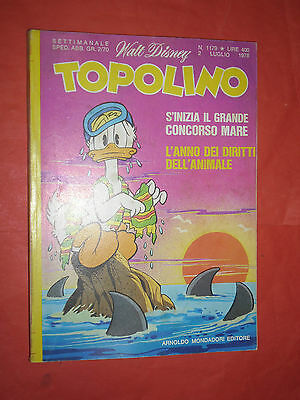 SETTIMANALE
SPED. ABB. GR. 2/70
Walt Disney
N. 1179 ★ LIRE 400
2 LUGLIO 1978
TOPOLINO
S'INIZIA IL GRANDE
CONCORSO MARE
L'ANNO DEI DIRITTI
DELL'ANIMALE
ARNOLDO MONDADORI EDITORE